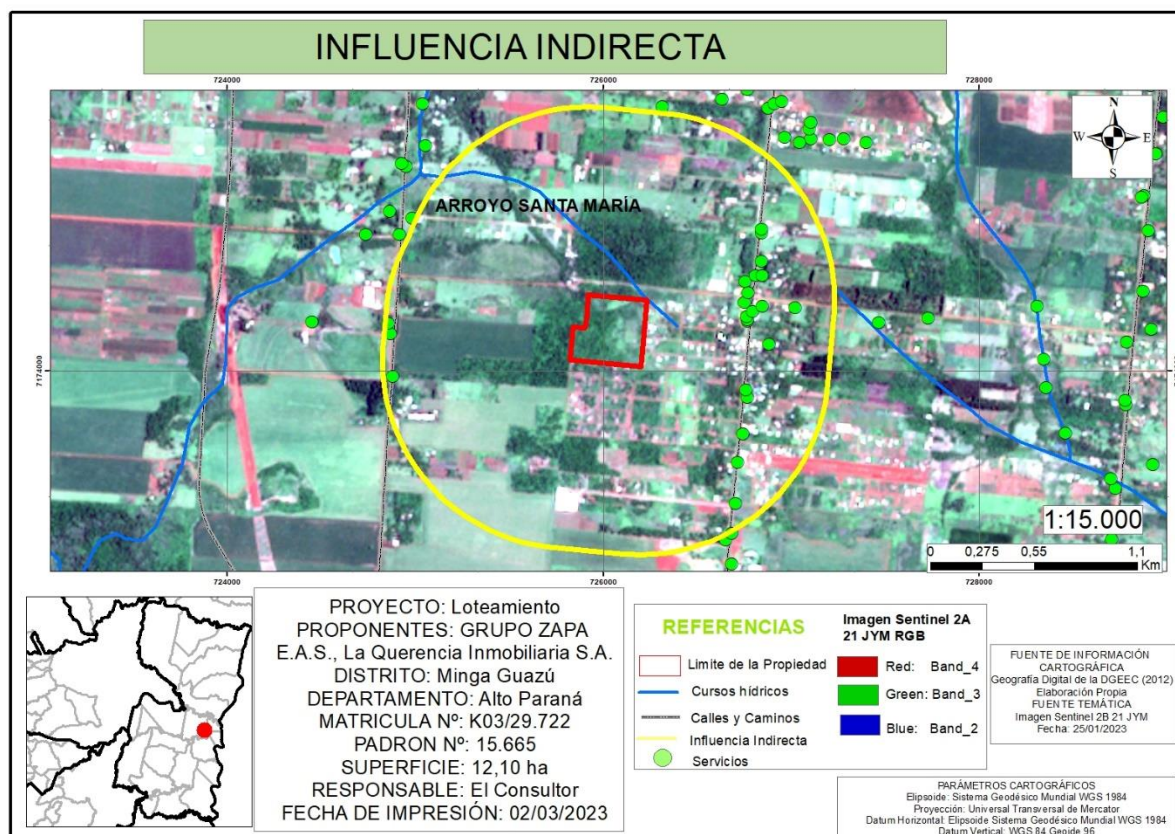 INFLUENCIA INDIRECTA
724000
726000
728000
N
W
E
S
ARROYO SANTA MARÍA
7174000
1:15.000
0
0,275
0,55
1,1
Km
724000
726000
728000
PROYECTO: Loteamiento
PROPONENTES: GRUPO ZAPA
E.A.S., La Querencia Inmobiliaria S.A.
DISTRITO: Minga Guazú
DEPARTAMENTO: Alto Paraná
MATRICULA Nº: K03/29.722
PADRON Nº: 15.665
SUPERFICIE: 12,10 ha
RESPONSABLE: El Consultor
FECHA DE IMPRESIÓN: 02/03/2023
REFERENCIAS
Limite de la Propiedad
Cursos hídricos
Calles y Caminos
Influencia Indirecta
Servicios
Imagen Sentinel 2A
21 JYM RGB
Red: Band_4
Green: Band_3
Blue: Band_2
FUENTE DE INFORMACIÓN
CARTOGRÁFICA
Geografía Digital de la DGEEC (2012)
Elaboración Propia
FUENTE TEMÁTICA
Imagen Sentinel 2B 21 JYM
Fecha: 25/01/2023
PARÁMETROS CARTOGRÁFICOS
Elipsoide: Sistema Geodésico Mundial WGS 1984
Proyección: Universal Transversal de Mercator
Datum Horizontal: Elipsoide Sistema Geodésico Mundial WGS 1984
Datum Vertical: WGS 84 Geoide 96